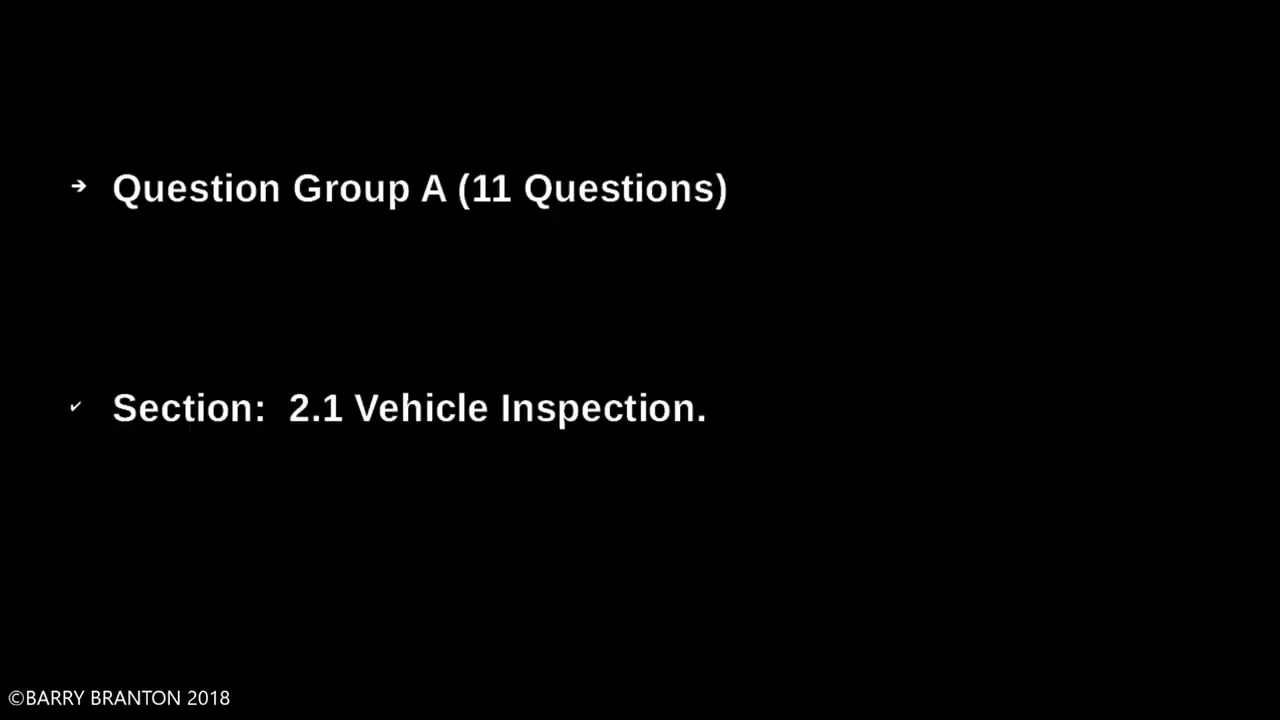 ➔ Question Group A (11 Questions)
✔ Section:  2.1 Vehicle Inspection.
©BARRY BRANTON 2018